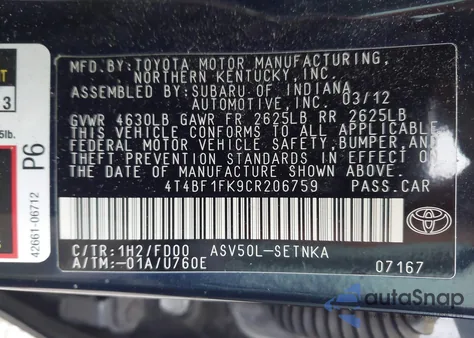 MFD. BY: TOYOTA MOTOR MANUFACTURING,
NORTHERN KENTUCKY, INC.
ASSEMBLED BY: SUBARU OF INDIANA
AUTOMOTIVE, INC. 03/12
GVWR 4630LB GAWR FR 2625LB RR 2625LB
THIS VEHICLE CONFORMS TO ALL APPLICABLE
FEDERAL MOTOR VEHICLE SAFETY, BUMPER, AND
THEFT PREVENTION STANDARDS IN EFFECT ON
THE DATE OF MANUFACTURE SHOWN ABOVE.
4T4BF1FK9CR206759 PASS.CAR
C/TR: 1H2/FD00 ASV50L-SETNKA
A/TM: -01A/U760E 07167
TOYOTA
3
5lb.
P6
42661-06712
autoSnap